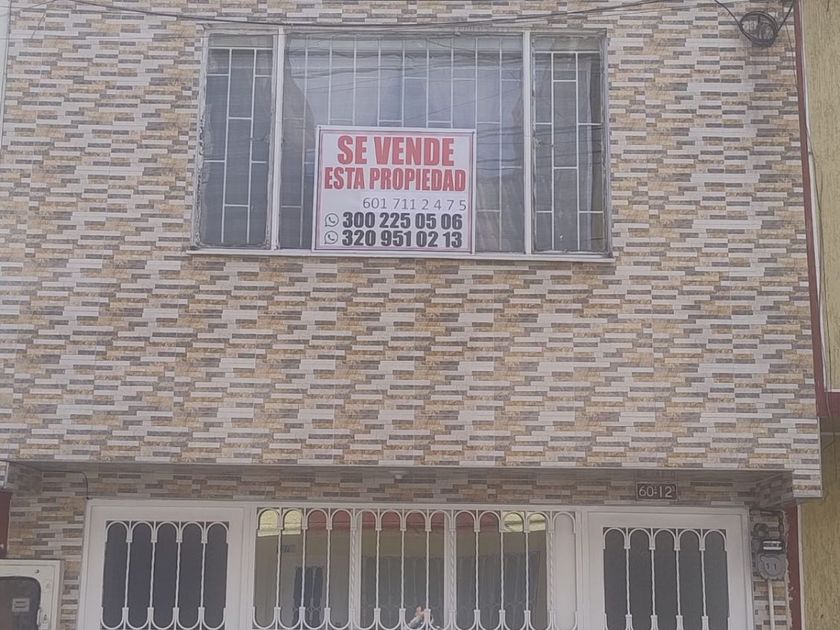 SE VENDE
ESTA PROPIEDAD
601 711 2 4 7 5
300 225 05 06
320 951 02 13
60-12